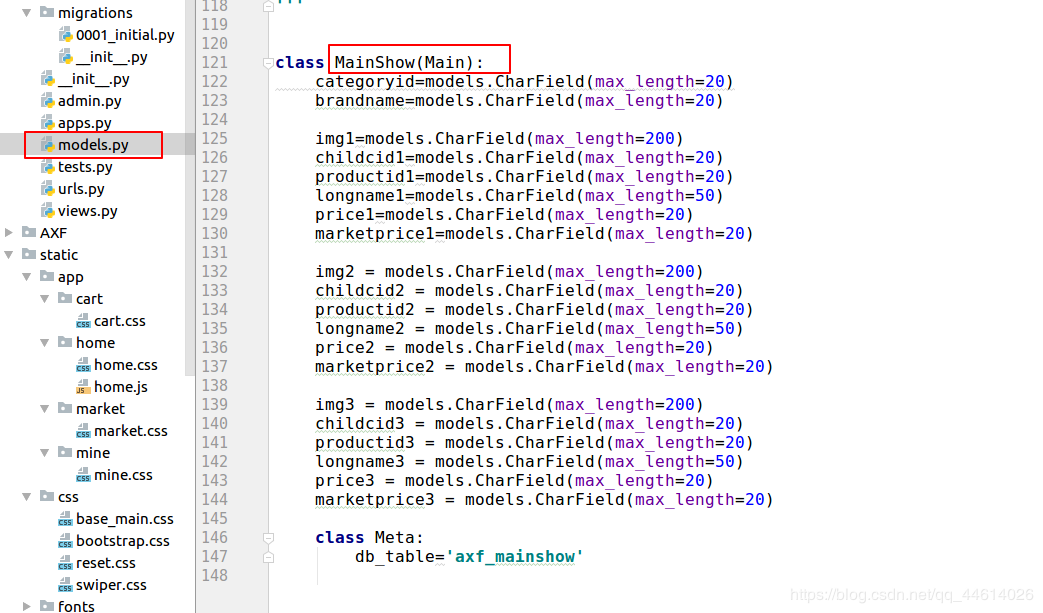 migrations
0001_initial.py
__init__.py
__init__.py
admin.py
apps.py
models.py
tests.py
urls.py
views.py
AXF
static
app
cart
cart.css
home
home.css
home.js
market
market.css
mine
mine.css
css
base_main.css
bootstrap.css
reset.css
swiper.css
fonts
118 '''
119
120
121 class MainShow(Main):
122     categoryid=models.CharField(max_length=20)
123     brandname=models.CharField(max_length=20)
124
125     img1=models.CharField(max_length=200)
126     childcid1=models.CharField(max_length=20)
127     productid1=models.CharField(max_length=20)
128     longname1=models.CharField(max_length=50)
129     price1=models.CharField(max_length=20)
130     marketprice1=models.CharField(max_length=20)
131
132     img2 = models.CharField(max_length=200)
133     childcid2 = models.CharField(max_length=20)
134     productid2 = models.CharField(max_length=20)
135     longname2 = models.CharField(max_length=50)
136     price2 = models.CharField(max_length=20)
137     marketprice2 = models.CharField(max_length=20)
138
139     img3 = models.CharField(max_length=200)
140     childcid3 = models.CharField(max_length=20)
141     productid3 = models.CharField(max_length=20)
142     longname3 = models.CharField(max_length=50)
143     price3 = models.CharField(max_length=20)
144     marketprice3 = models.CharField(max_length=20)
145
146     class Meta:
147         db_table='axf_mainshow'
148
https://blog.csdn.net/qq_44614026